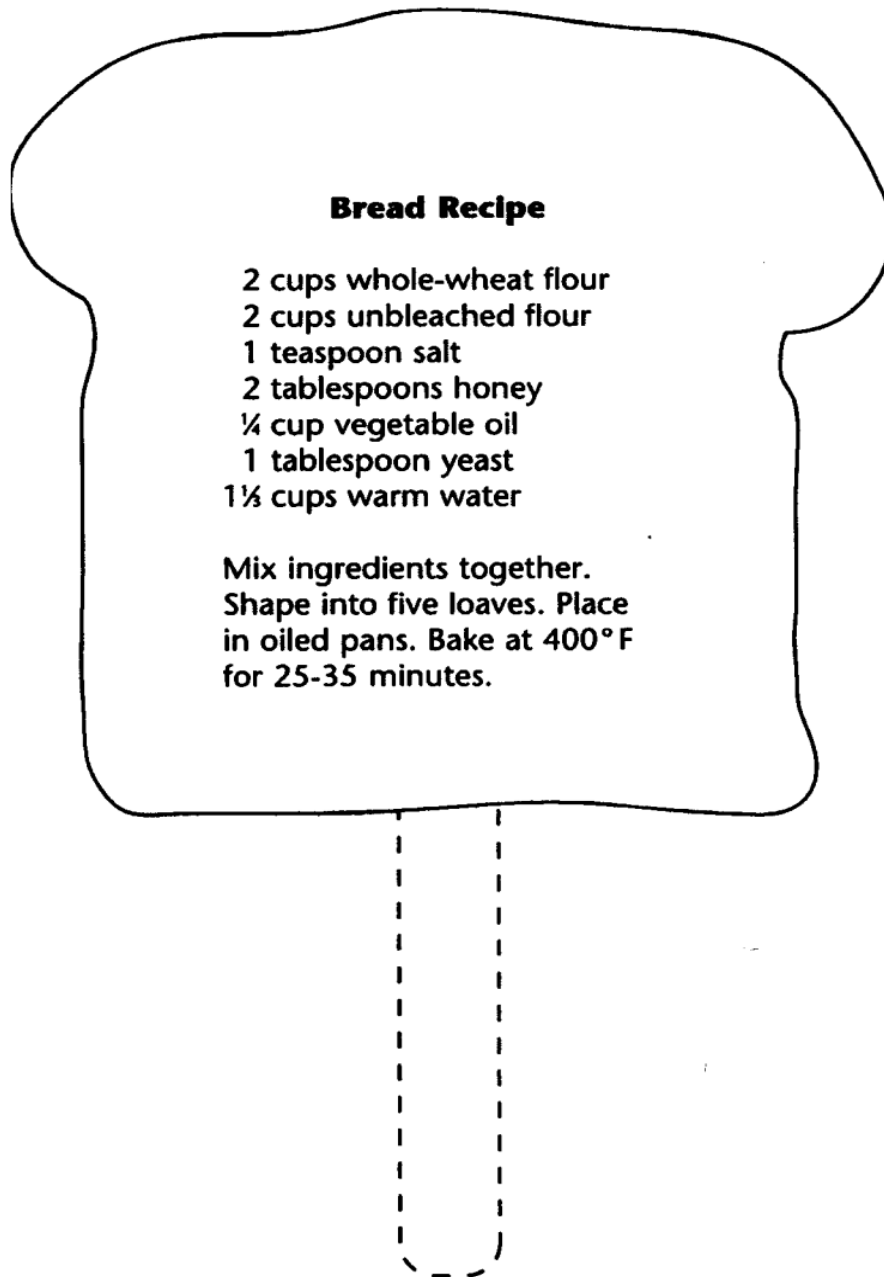 Bread Recipe
2 cups whole-wheat flour
2 cups unbleached flour
1 teaspoon salt
2 tablespoons honey
¼ cup vegetable oil
1 tablespoon yeast
1⅓ cups warm water
Mix ingredients together.
Shape into five loaves. Place
in oiled pans. Bake at 400°F
for 25-35 minutes.